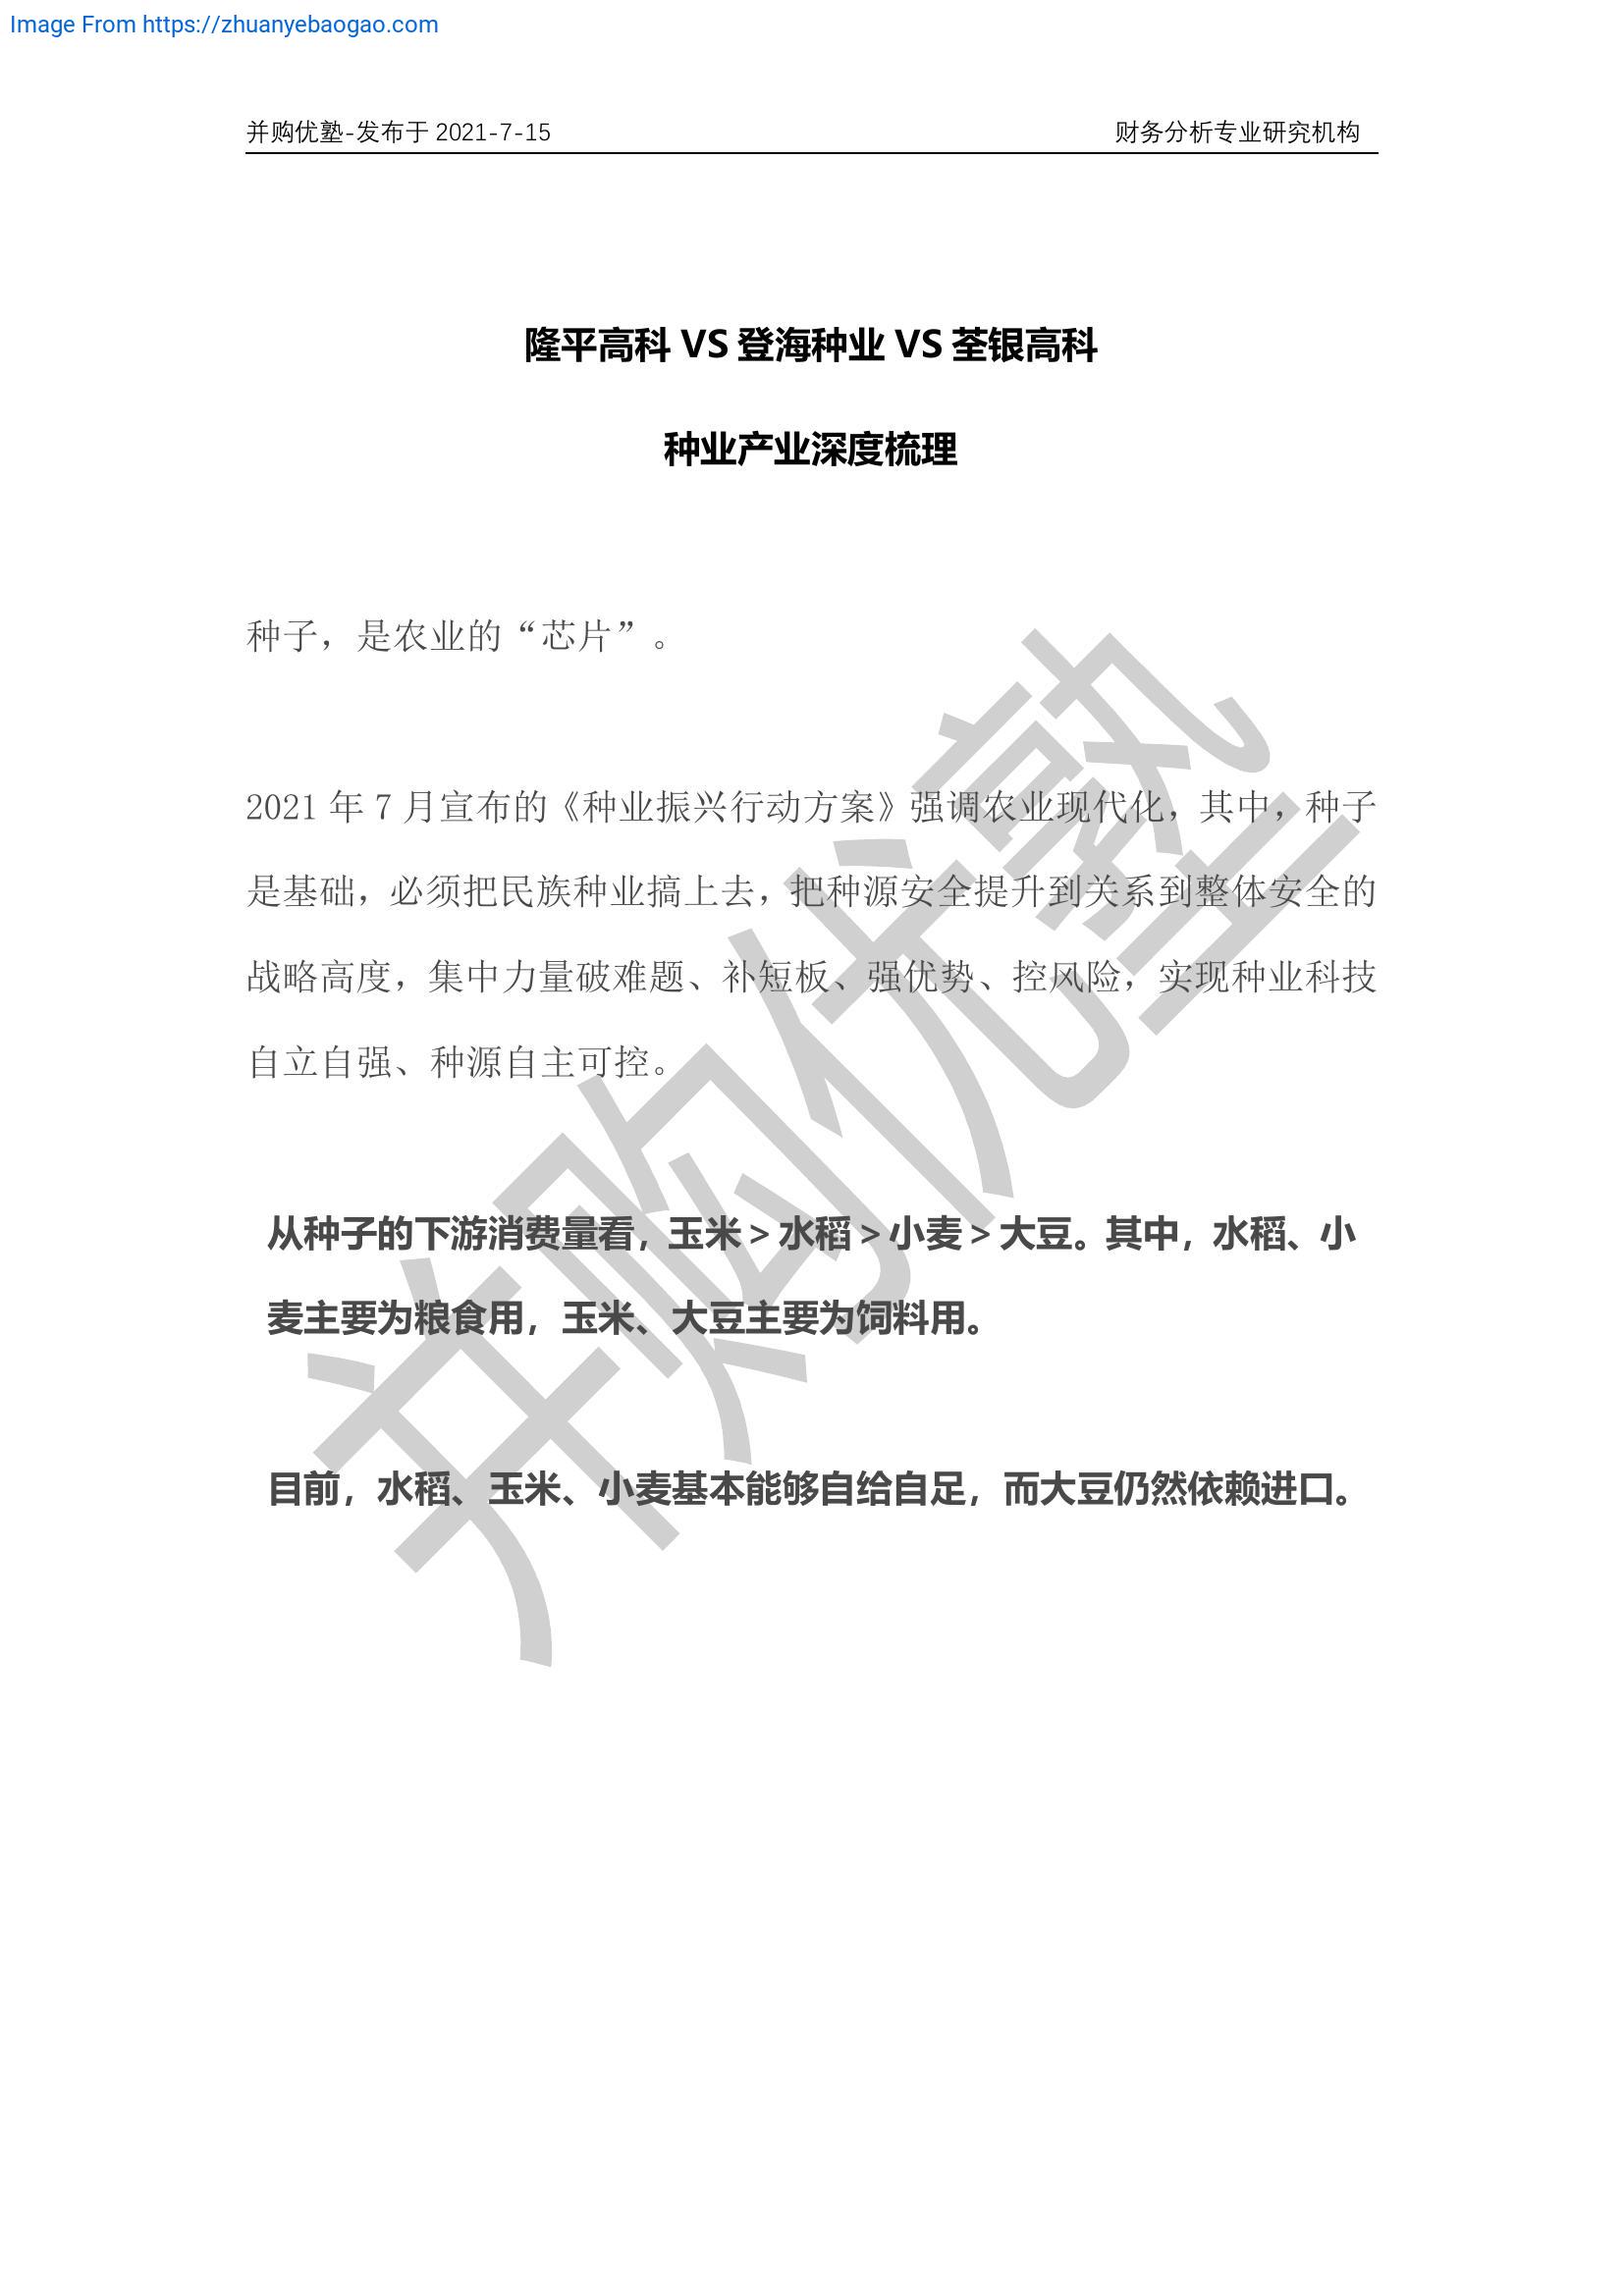 Image From https://zhuanyebaogao.com
并购优塾-发布于 2021-7-15 财务分析专业研究机构
隆平高科 VS 登海种业 VS 荃银高科
种业产业深度梳理
种子，是农业的“芯片”。
2021 年 7 月宣布的《种业振兴行动方案》强调农业现代化，其中，种子
是基础，必须把民族种业搞上去，把种源安全提升到关系到整体安全的
战略高度，集中力量破难题、补短板、强优势、控风险，实现种业科技
自立自强、种源自主可控。
从种子的下游消费量看，玉米＞水稻＞小麦＞大豆。其中，水稻、小
麦主要为粮食用，玉米、大豆主要为饲料用。
目前，水稻、玉米、小麦基本能够自给自足，而大豆仍然依赖进口。
并购优塾